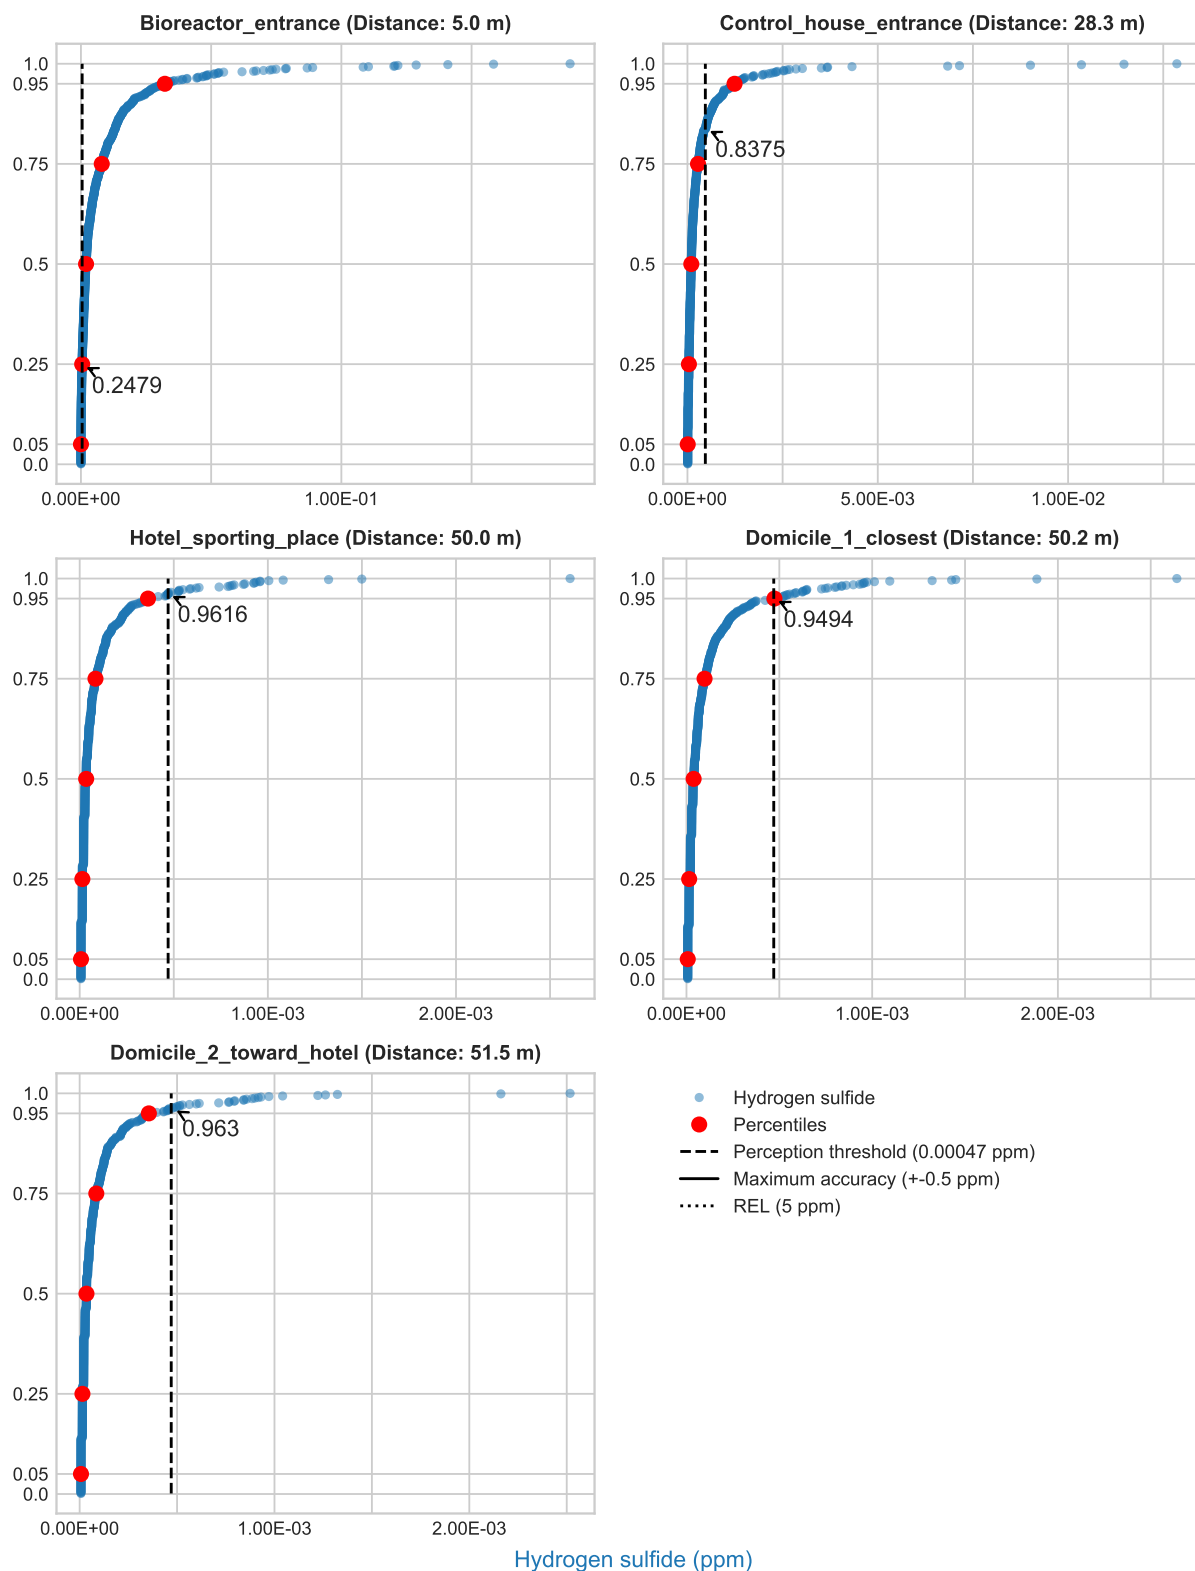 Bioreactor_entrance (Distance: 5.0 m)
1.0
0.95
0.75
0.5
0.25
0.05
0.0
0.2479
0.00E+00
1.00E-01
Control_house_entrance (Distance: 28.3 m)
1.0
0.95
0.75
0.5
0.25
0.05
0.0
0.8375
0.00E+00
5.00E-03
1.00E-02
Hotel_sporting_place (Distance: 50.0 m)
1.0
0.95
0.75
0.5
0.25
0.05
0.0
0.9616
0.00E+00
1.00E-03
2.00E-03
Domicile_1_closest (Distance: 50.2 m)
1.0
0.95
0.75
0.5
0.25
0.05
0.0
0.9494
0.00E+00
1.00E-03
2.00E-03
Domicile_2_toward_hotel (Distance: 51.5 m)
1.0
0.95
0.75
0.5
0.25
0.05
0.0
0.963
0.00E+00
1.00E-03
2.00E-03
Hydrogen sulfide
Percentiles
Perception threshold (0.00047 ppm)
Maximum accuracy (+-0.5 ppm)
REL (5 ppm)
Hydrogen sulfide (ppm)